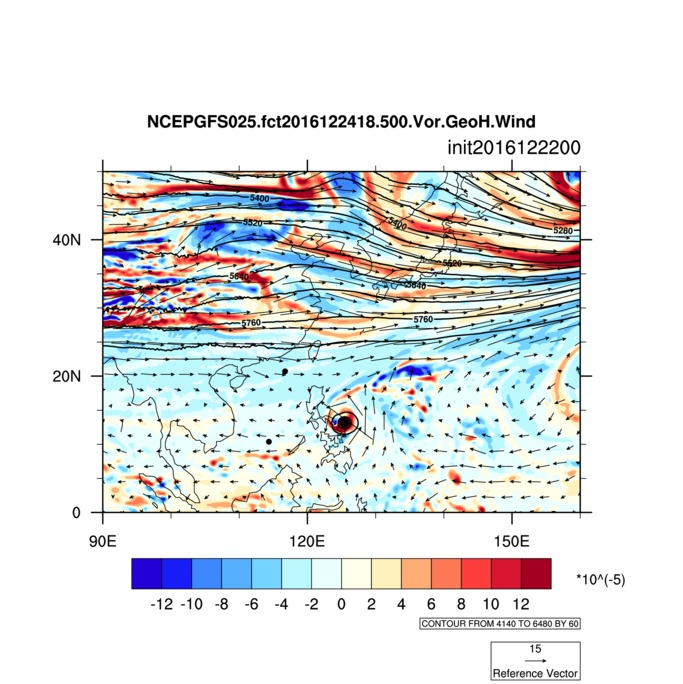 NCEPGFS025.fct2016122418.500.Vor.GeoH.Wind
init2016122200
5400
5520
5400
5280
40N
5520
5640
5640
5760
5760
20N
0
90E 120E 150E
-12 -10 -8 -6 -4 -2 0 2 4 6 8 10 12
*10^(-5)
CONTOUR FROM 4140 TO 6480 BY 60
15
Reference Vector